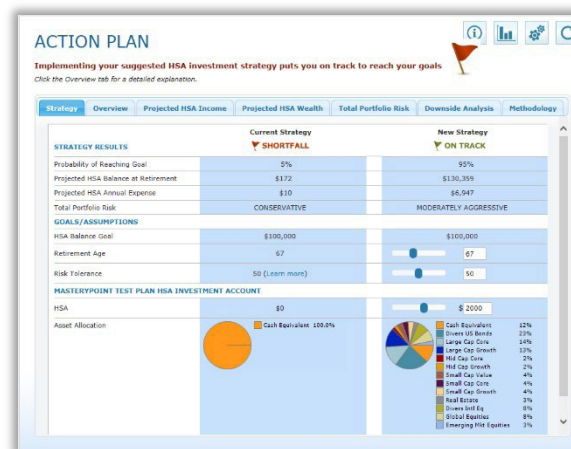 ACTION PLAN
Implementing your suggested HSA investment strategy puts you on track to reach your goals
Click the Overview tab for a detailed explanation.
Strategy Overview Projected HSA Income Projected HSA Wealth Total Portfolio Risk Downside Analysis Methodology
Current Strategy New Strategy
STRATEGY RESULTS SHORTFALL ON TRACK
Probability of Reaching Goal 5% 95%
Projected HSA Balance at Retirement $172 $130,359
Projected HSA Annual Expense $10 $6,947
Total Portfolio Risk CONSERVATIVE MODERATELY AGGRESSIVE
GOALS/ASSUMPTIONS
HSA Balance Goal $100,000 $100,000
Retirement Age 67 67
Risk Tolerance 50 (Learn more) 50
MASTERYPOINT TEST PLAN HSA INVESTMENT ACCOUNT
HSA $0 $ 2000
Asset Allocation Cash Equivalent 100.0% Cash Equivalent 12%
Divers US Bonds 23%
Large Cap Core 14%
Large Cap Growth 13%
Mid Cap Core 2%
Mid Cap Growth 2%
Small Cap Value 4%
Small Cap Core 4%
Small Cap Growth 4%
Real Estate 3%
Divers Intl Eq 8%
Global Equities 8%
Emerging Mkt Equities 3%